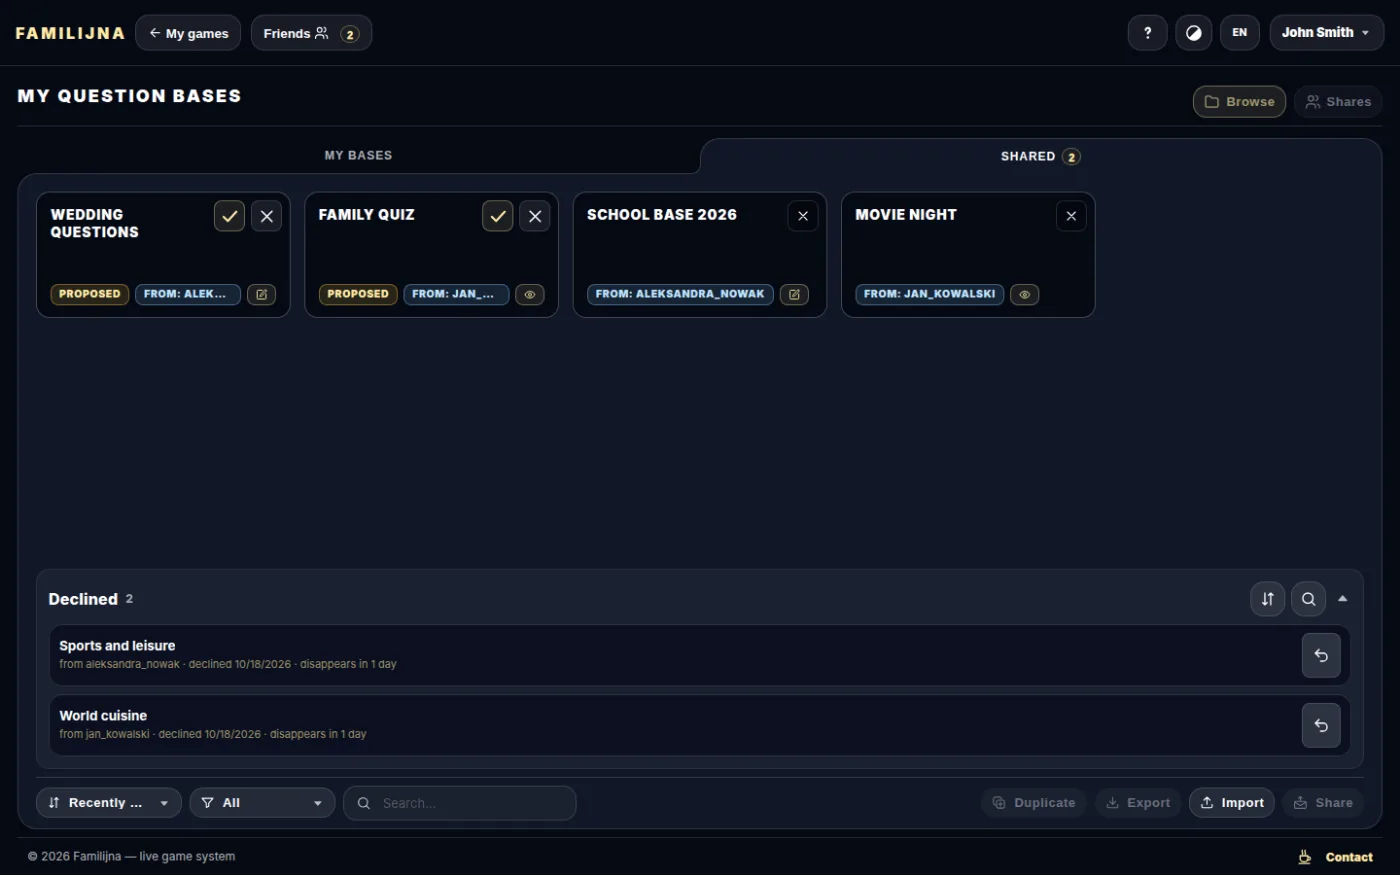 FAMILIJNA
← My games
Friends 2
?
EN
John Smith
MY QUESTION BASES
Browse
Shares
MY BASES
SHARED 2
WEDDING
QUESTIONS
PROPOSED
FROM: ALEK...
FAMILY QUIZ
PROPOSED
FROM: JAN_...
SCHOOL BASE 2026
FROM: ALEKSANDRA_NOWAK
MOVIE NIGHT
FROM: JAN_KOWALSKI
Declined 2
Sports and leisure
from aleksandra_nowak · declined 10/18/2026 · disappears in 1 day
World cuisine
from jan_kowalski · declined 10/18/2026 · disappears in 1 day
Recently ...
All
Search...
Duplicate
Export
Import
Share
© 2026 Familijna — live game system
Contact